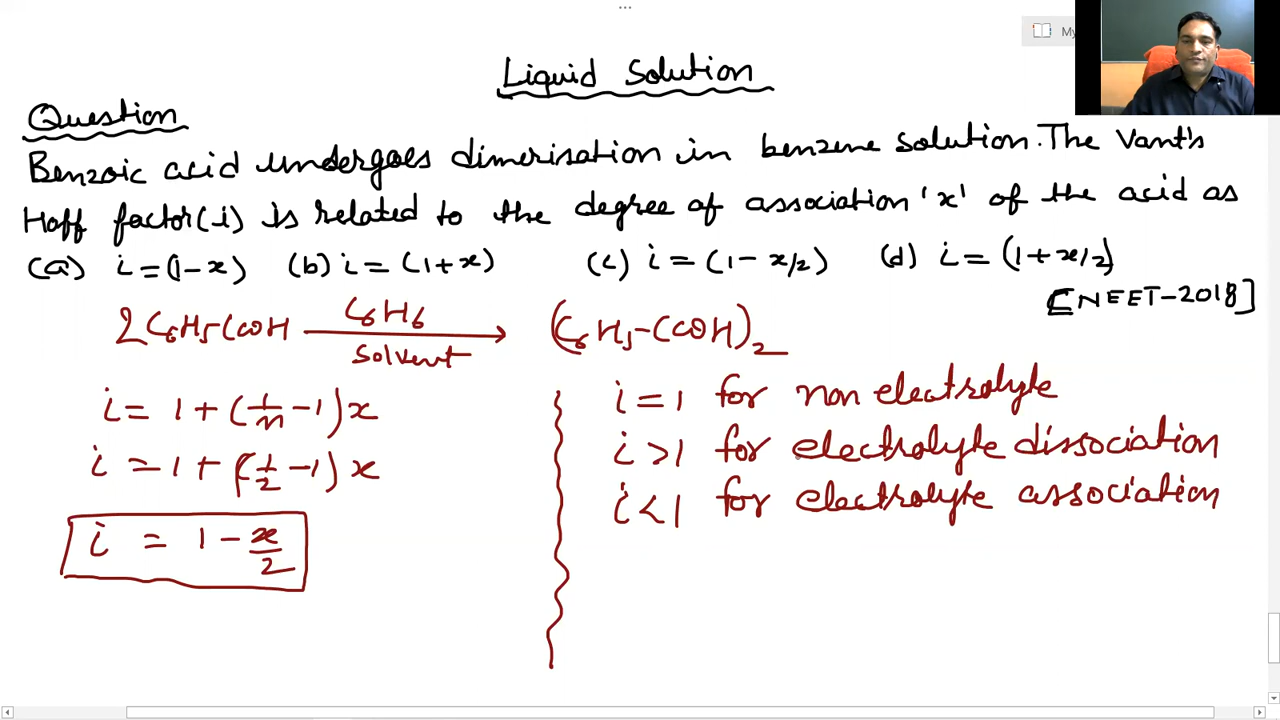 My
Liquid Solution
Question
Benzoic acid undergoes dimerisation in benzene solution. The Vant's
Hoff factor (i) is related to the degree of association 'x' of the acid as
(a) i = (1-x) (b) i = (1+x) (c) i = (1 - x/2) (d) i = (1 + x/2)
[NEET-2018]
2C6H5-COOH C6H6 solvent → (C6H5-COOH)2
i = 1 + (1/n - 1)x
i = 1 + (1/2 - 1)x
i = 1 - x/2
i = 1 for non electrolyte
i > 1 for electrolyte dissociation
i < 1 for electrolyte association